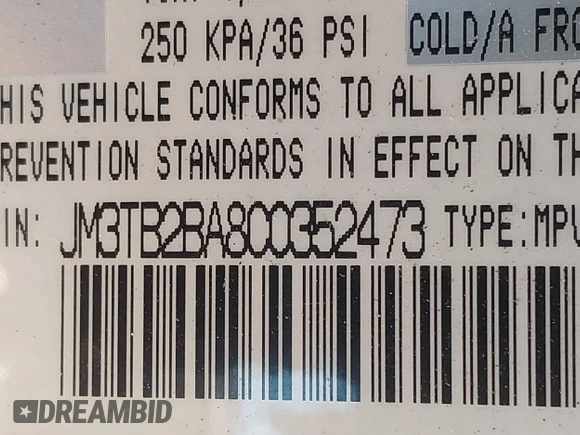 250 KPA/36 PSI COLD/A FRO
HIS VEHICLE CONFORMS TO ALL APPLICA
REVENTION STANDARDS IN EFFECT ON TH
IN: JM3TB2BA8C0352473 TYPE:MPV
DREAMBID